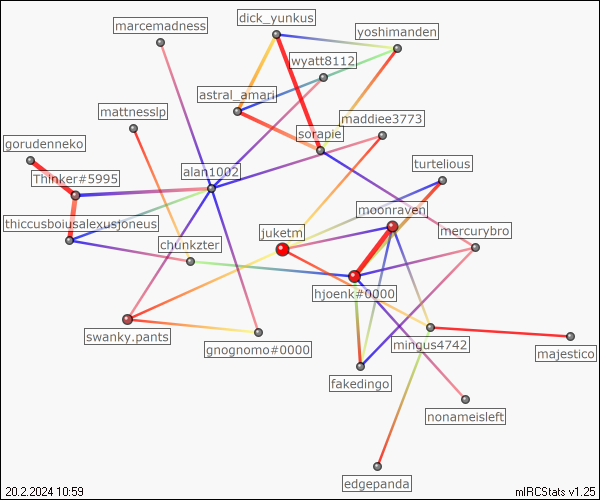 dick_yunkus
marcemadness
yoshimanden
wyatt8112
astral_amari
mattnesslp
maddiee3773
sorapie
gorudenneko
turtelious
alan1002
Thinker#5995
moonraven
thiccusboiusalexusjoneus
mercurybro
juketm
chunkzter
hjoenk#0000
swanky.pants
mingus4742
gnognomo#0000
majestico
fakedingo
nonameisleft
edgepanda
20.2.2024 10:59
mIRCStats v1.25